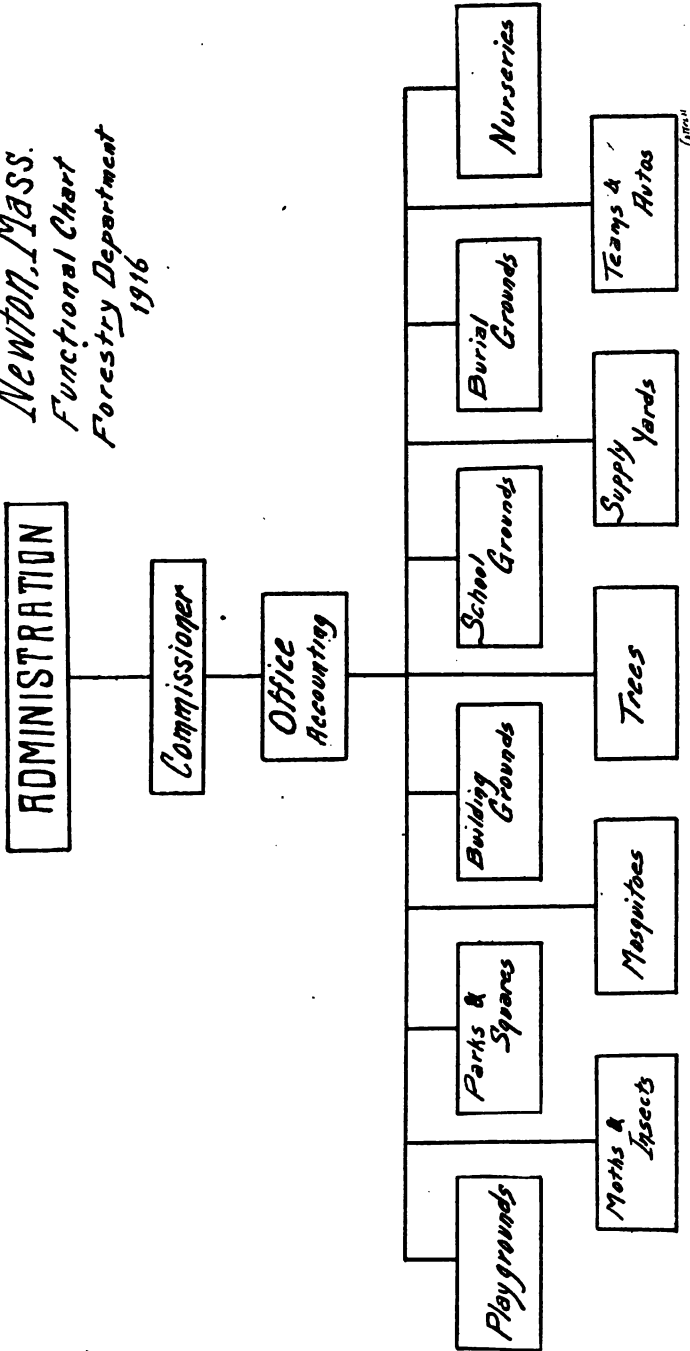 Newton, Mass.
Functional Chart
Forestry Department
1916
ADMINISTRATION
Commissioner
Office
Accounting
Playgrounds
Parks &
Squares
Building
Grounds
School
Grounds
Burial
Grounds
Nurseries
Moths &
Insects
Mosquitoes
Trees
Supply
Yards
Teams &
Autos